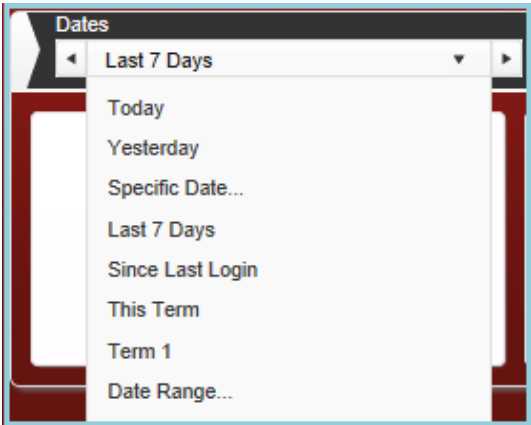 Dates
Last 7 Days
Today
Yesterday
Specific Date...
Last 7 Days
Since Last Login
This Term
Term 1
Date Range...